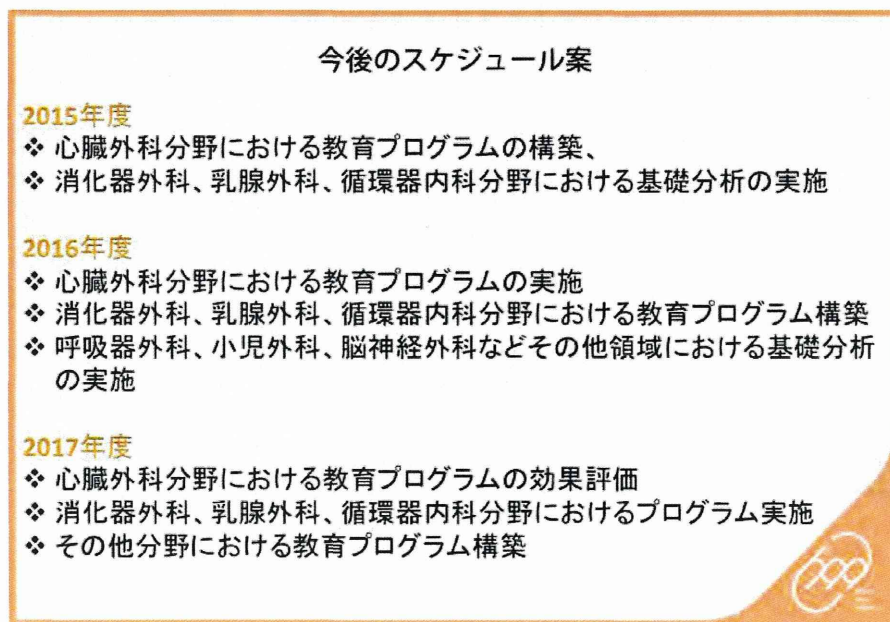 今後のスケジュール案
2015年度
❖ 心臓外科分野における教育プログラムの構築、
❖ 消化器外科、乳腺外科、循環器内科分野における基礎分析の実施
2016年度
❖ 心臓外科分野における教育プログラムの実施
❖ 消化器外科、乳腺外科、循環器内科分野における教育プログラム構築
❖ 呼吸器外科、小児外科、脳神経外科などその他領域における基礎分析
の実施
2017年度
❖ 心臓外科分野における教育プログラムの効果評価
❖ 消化器外科、乳腺外科、循環器内科分野におけるプログラム実施
❖ その他分野における教育プログラム構築